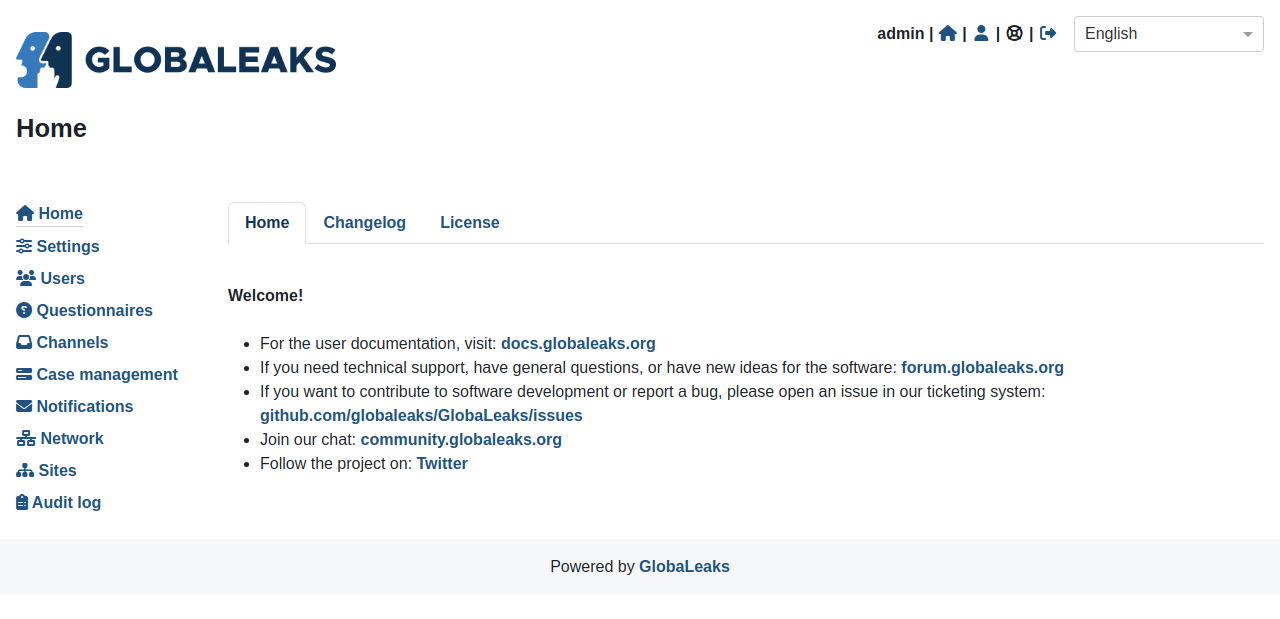 GLOBALEAKS
admin | | | |
English
Home
Home
Settings
Users
Questionnaires
Channels
Case management
Notifications
Network
Sites
Audit log
Home Changelog License
Welcome!
For the user documentation, visit: docs.globaleaks.org
If you need technical support, have general questions, or have new ideas for the software: forum.globaleaks.org
If you want to contribute to software development or report a bug, please open an issue in our ticketing system:
github.com/globaleaks/GlobaLeaks/issues
Join our chat: community.globaleaks.org
Follow the project on: Twitter
Powered by GlobaLeaks